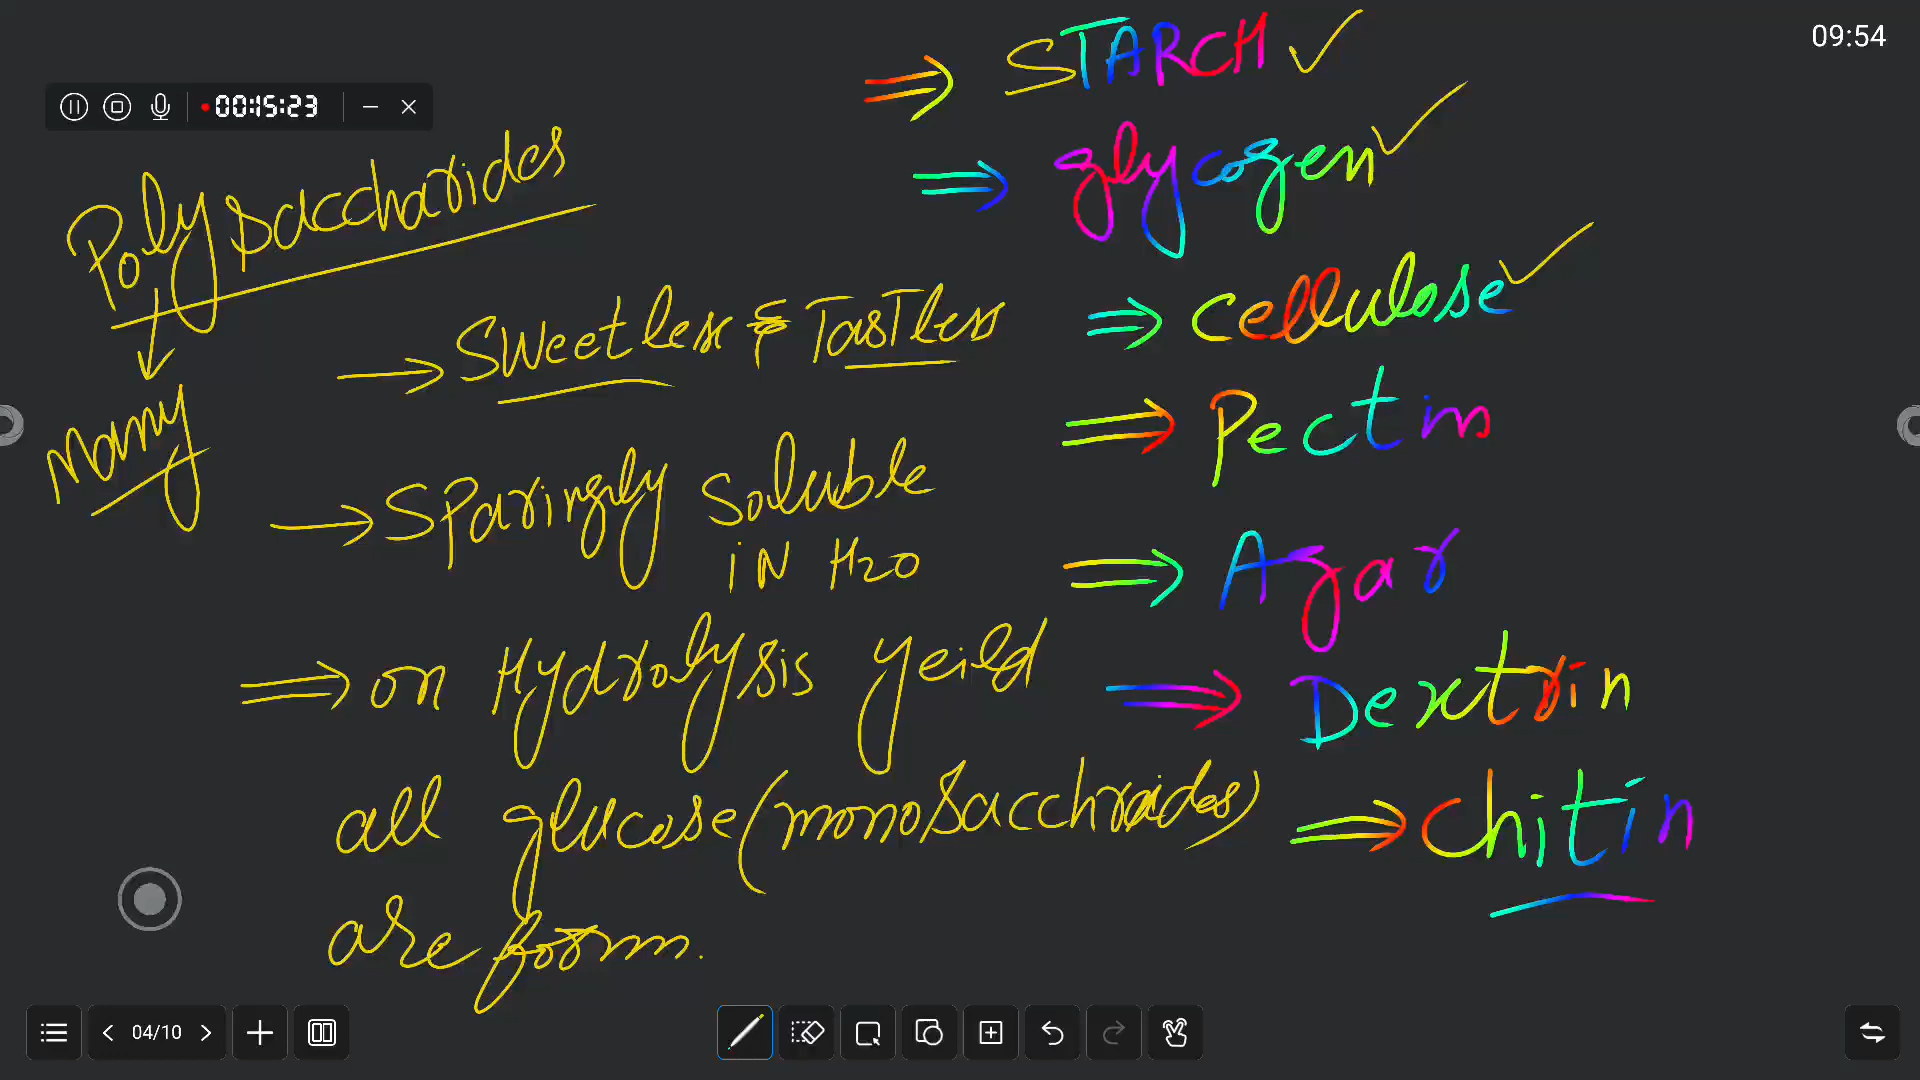 09:54
00:15:23
Polysaccharides
Many
→ Sweetless & Tastless
→ Sparingly Soluble
in H2O
⇒ on Hydrolysis yeild
all glucose (monosacchraides)
are form.
⇒ STARCH ✓
⇒ glycogen ✓
⇒ cellulose ✓
⇒ Pectin
⇒ Agar
⇒ Dextrin
⇒ Chitin
04/10